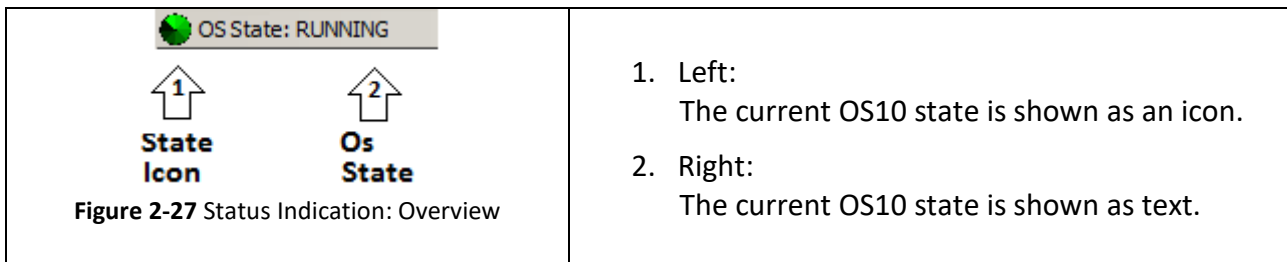 OS State: RUNNING
1 2
State Os
Icon State
Figure 2-27 Status Indication: Overview
1. Left:
The current OS10 state is shown as an icon.
2. Right:
The current OS10 state is shown as text.